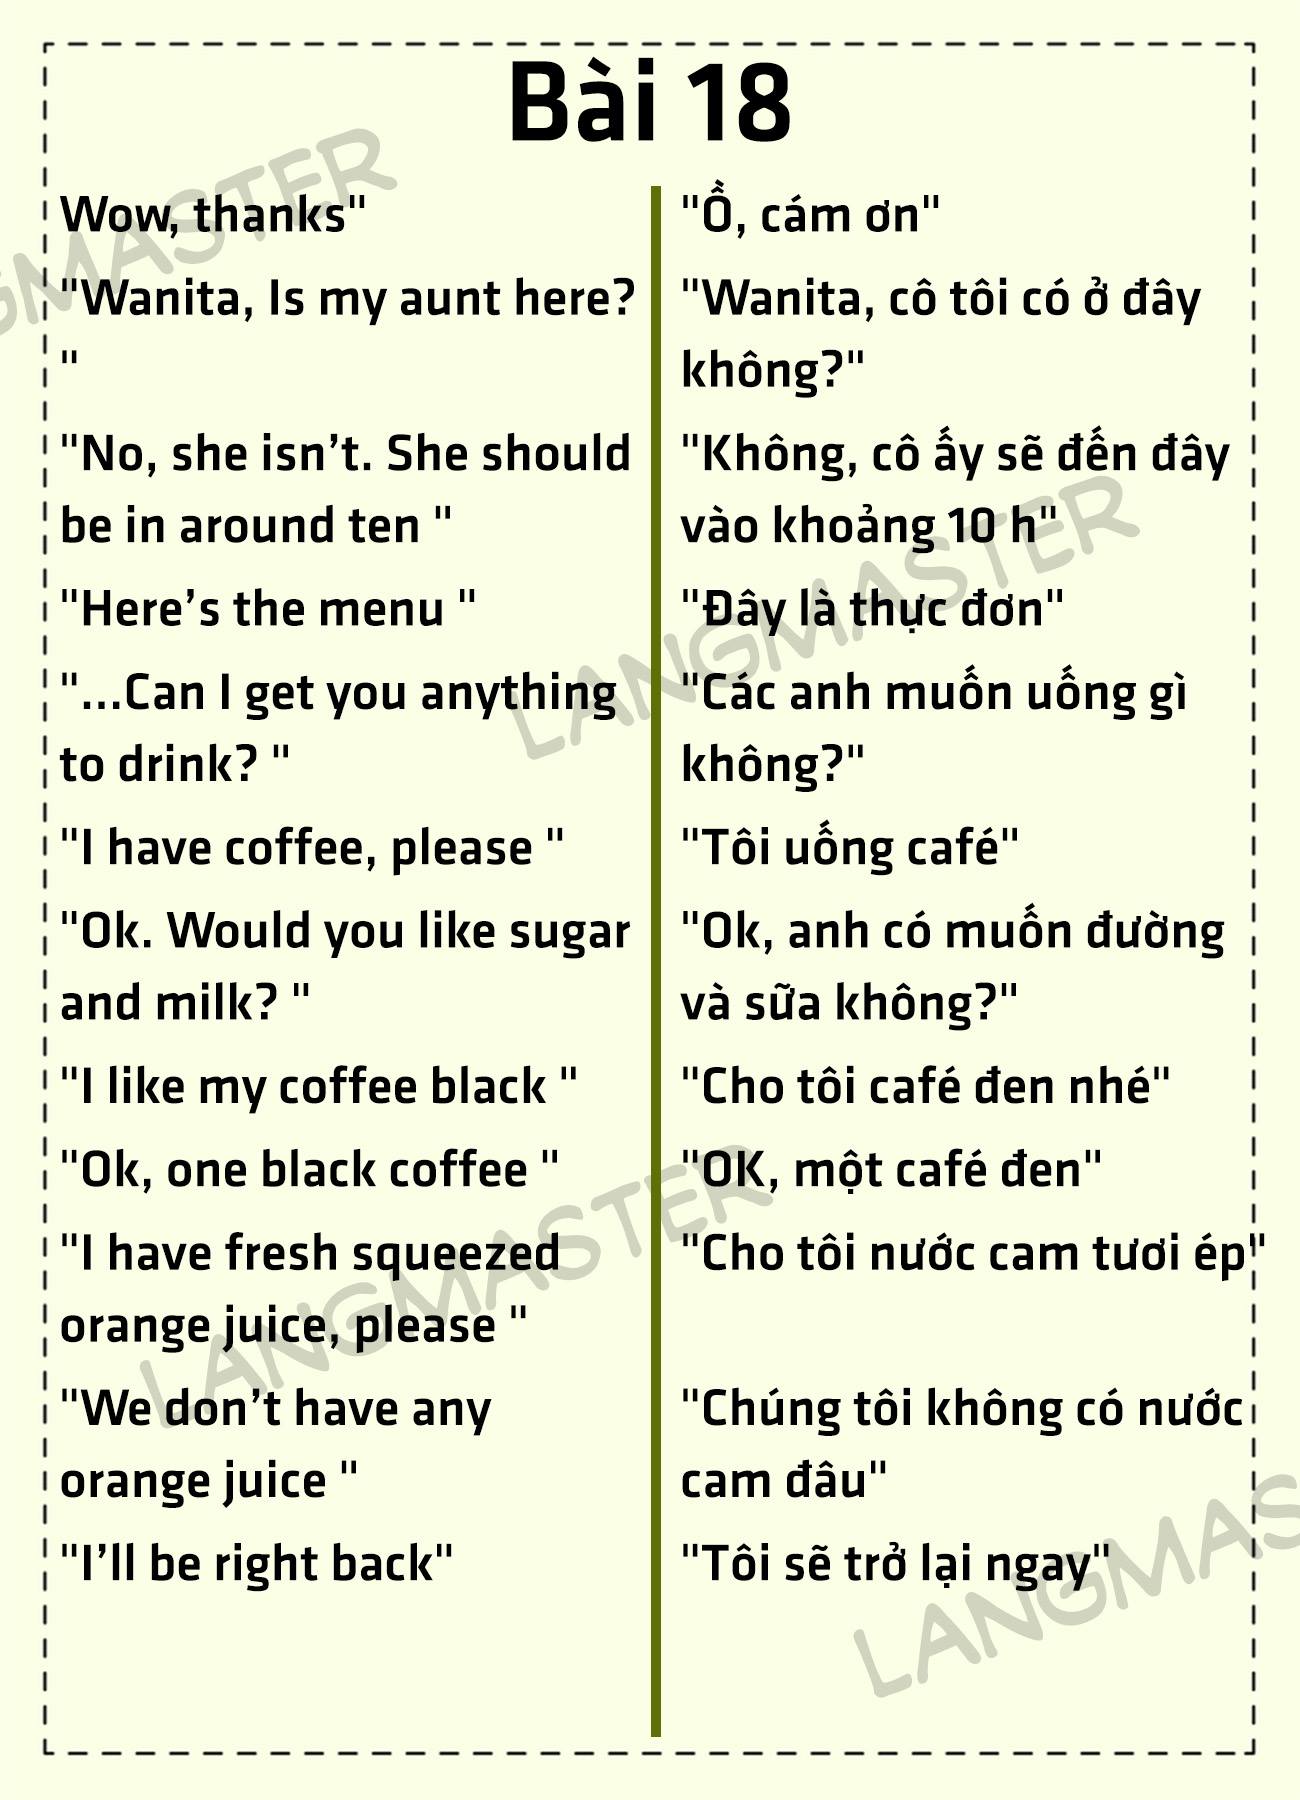 Bài 18
Wow, thanks"
"Wanita, Is my aunt here?
"
"No, she isn’t. She should
be in around ten "
"Here’s the menu "
"...Can I get you anything
to drink? "
"I have coffee, please "
"Ok. Would you like sugar
and milk? "
"I like my coffee black "
"Ok, one black coffee "
"I have fresh squeezed
orange juice, please "
"We don’t have any
orange juice "
"I’ll be right back"
"Ồ, cám ơn"
"Wanita, cô tôi có ở đây
không?"
"Không, cô ấy sẽ đến đây
vào khoảng 10 h"
"Đây là thực đơn"
"Các anh muốn uống gì
không?"
"Tôi uống café"
"Ok, anh có muốn đường
và sữa không?"
"Cho tôi café đen nhé"
"OK, một café đen"
"Cho tôi nước cam tươi ép"
"Chúng tôi không có nước
cam đâu"
"Tôi sẽ trở lại ngay"
GMASTER
LANGMASTER
LANGMASTER
LANGMAS